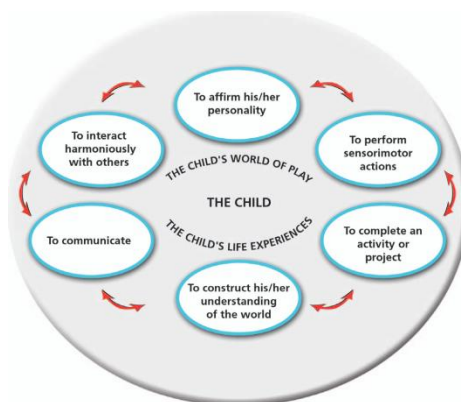 To affirm his/her
personality
To interact
harmoniously
with others
To perform
sensorimotor
actions
THE CHILD'S WORLD OF PLAY
THE CHILD
THE CHILD'S LIFE EXPERIENCES
To communicate
To complete an
activity or
project
To construct his/her
understanding
of the world